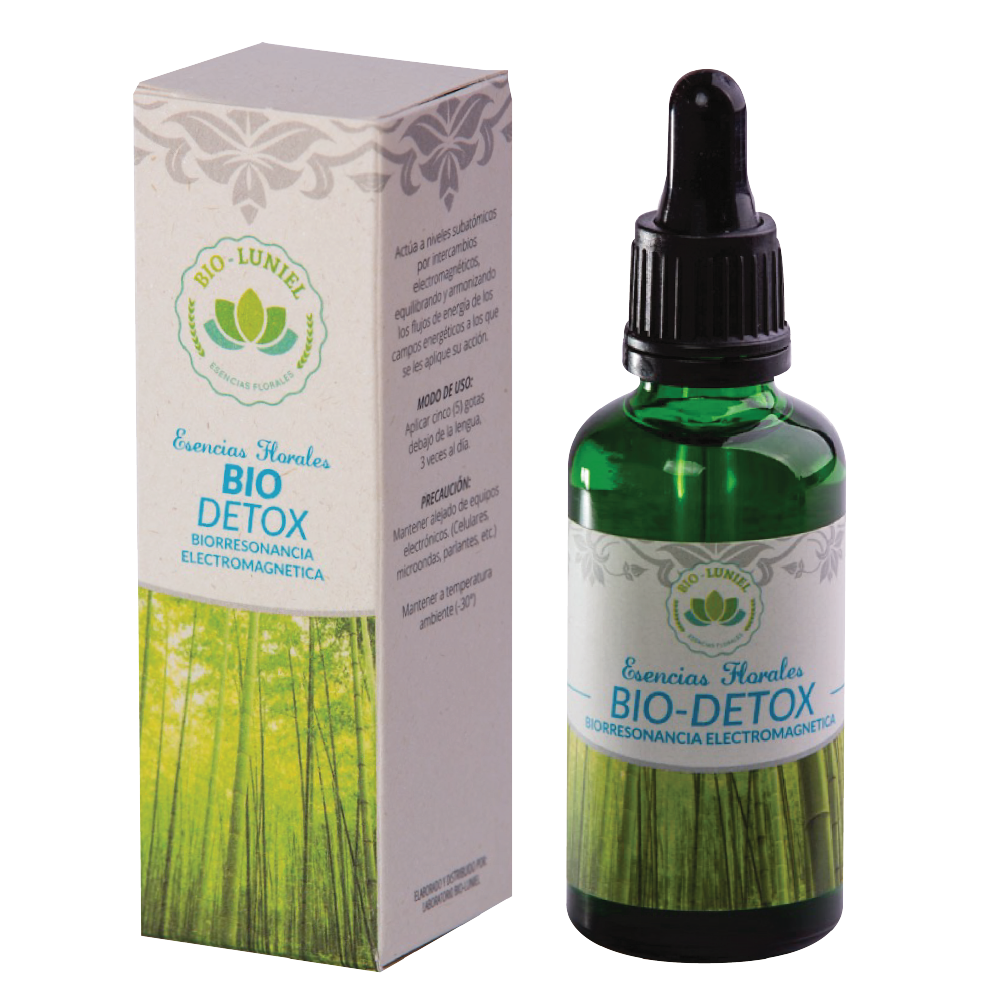 BIO - LUNIEL
ESENCIAS FLORALES
Esencias Florales
BIO
DETOX
BIORRESONANCIA
ELECTROMAGNETICA
Actúa a niveles subatómicos
por intercambios
electromagnéticos,
equilibrando y armonizando
los flujos de energía de los
campos energéticos a los que
se les aplique su acción.
MODO DE USO:
Aplicar cinco (5) gotas
debajo de la lengua,
3 veces al día.
PRECAUCIÓN:
Mantener alejado de equipos
electrónicos. (Celulares,
microondas, parlantes, etc.)
Mantener a temperatura
ambiente (-30°)
ELABORADO Y DISTRIBUIDO POR:
LABORATORIO BIO-LUNIEL
BIO - LUNIEL
ESENCIAS FLORALES
Esencias Florales
BIO-DETOX
BIORRESONANCIA ELECTROMAGNETICA